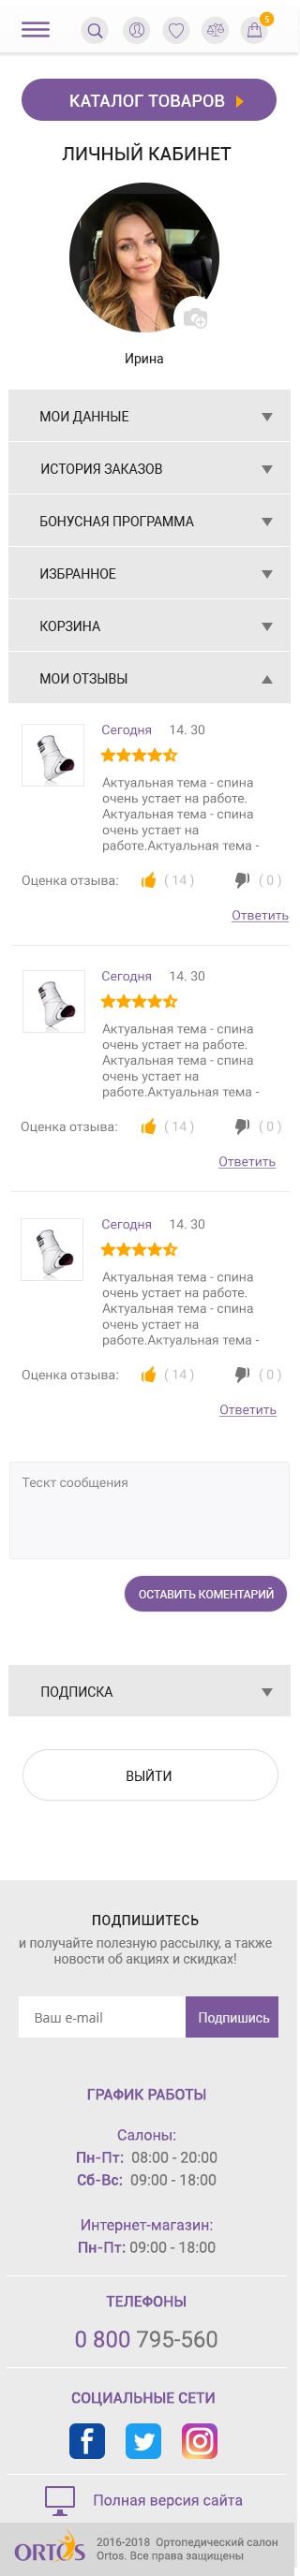 5
КАТАЛОГ ТОВАРОВ
ЛИЧНЫЙ КАБИНЕТ
Ирина
МОИ ДАННЫЕ
ИСТОРИЯ ЗАКАЗОВ
БОНУСНАЯ ПРОГРАММА
ИЗБРАННОЕ
КОРЗИНА
МОИ ОТЗЫВЫ
Сегодня 14. 30
Актуальная тема - спина
очень устает на работе.
Актуальная тема - спина
очень устает на
работе.Актуальная тема -
Оценка отзыва: ( 14 ) ( 0 )
Ответить
Сегодня 14. 30
Актуальная тема - спина
очень устает на работе.
Актуальная тема - спина
очень устает на
работе.Актуальная тема -
Оценка отзыва: ( 14 ) ( 0 )
Ответить
Сегодня 14. 30
Актуальная тема - спина
очень устает на работе.
Актуальная тема - спина
очень устает на
работе.Актуальная тема -
Оценка отзыва: ( 14 ) ( 0 )
Ответить
Тескт сообщения
ОСТАВИТЬ КОМЕНТАРИЙ
ПОДПИСКА
ВЫЙТИ
ПОДПИШИТЕСЬ
и получайте полезную рассылку, а также
новости об акциях и скидках!
Ваш e-mail
Подпишись
ГРАФИК РАБОТЫ
Салоны:
Пн-Пт: 08:00 - 20:00
Сб-Вс: 09:00 - 18:00
Интернет-магазин:
Пн-Пт: 09:00 - 18:00
ТЕЛЕФОНЫ
0 800 795-560
СОЦИАЛЬНЫЕ СЕТИ
Полная версия сайта
ORTOS
2016-2018 Ортопедический салон
Ortos. Все права защищены